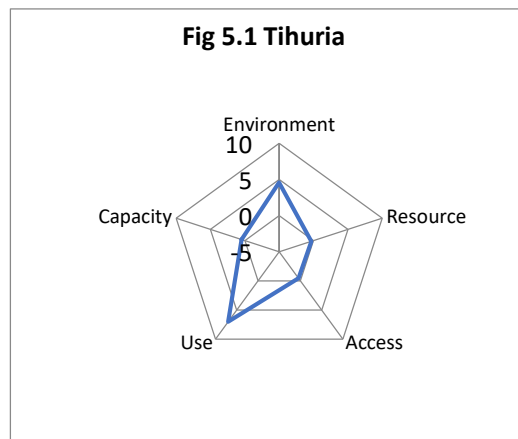 Fig 5.1 Tihuria
Environment
10
5
Capacity
0
Resource
-5
Use
Access